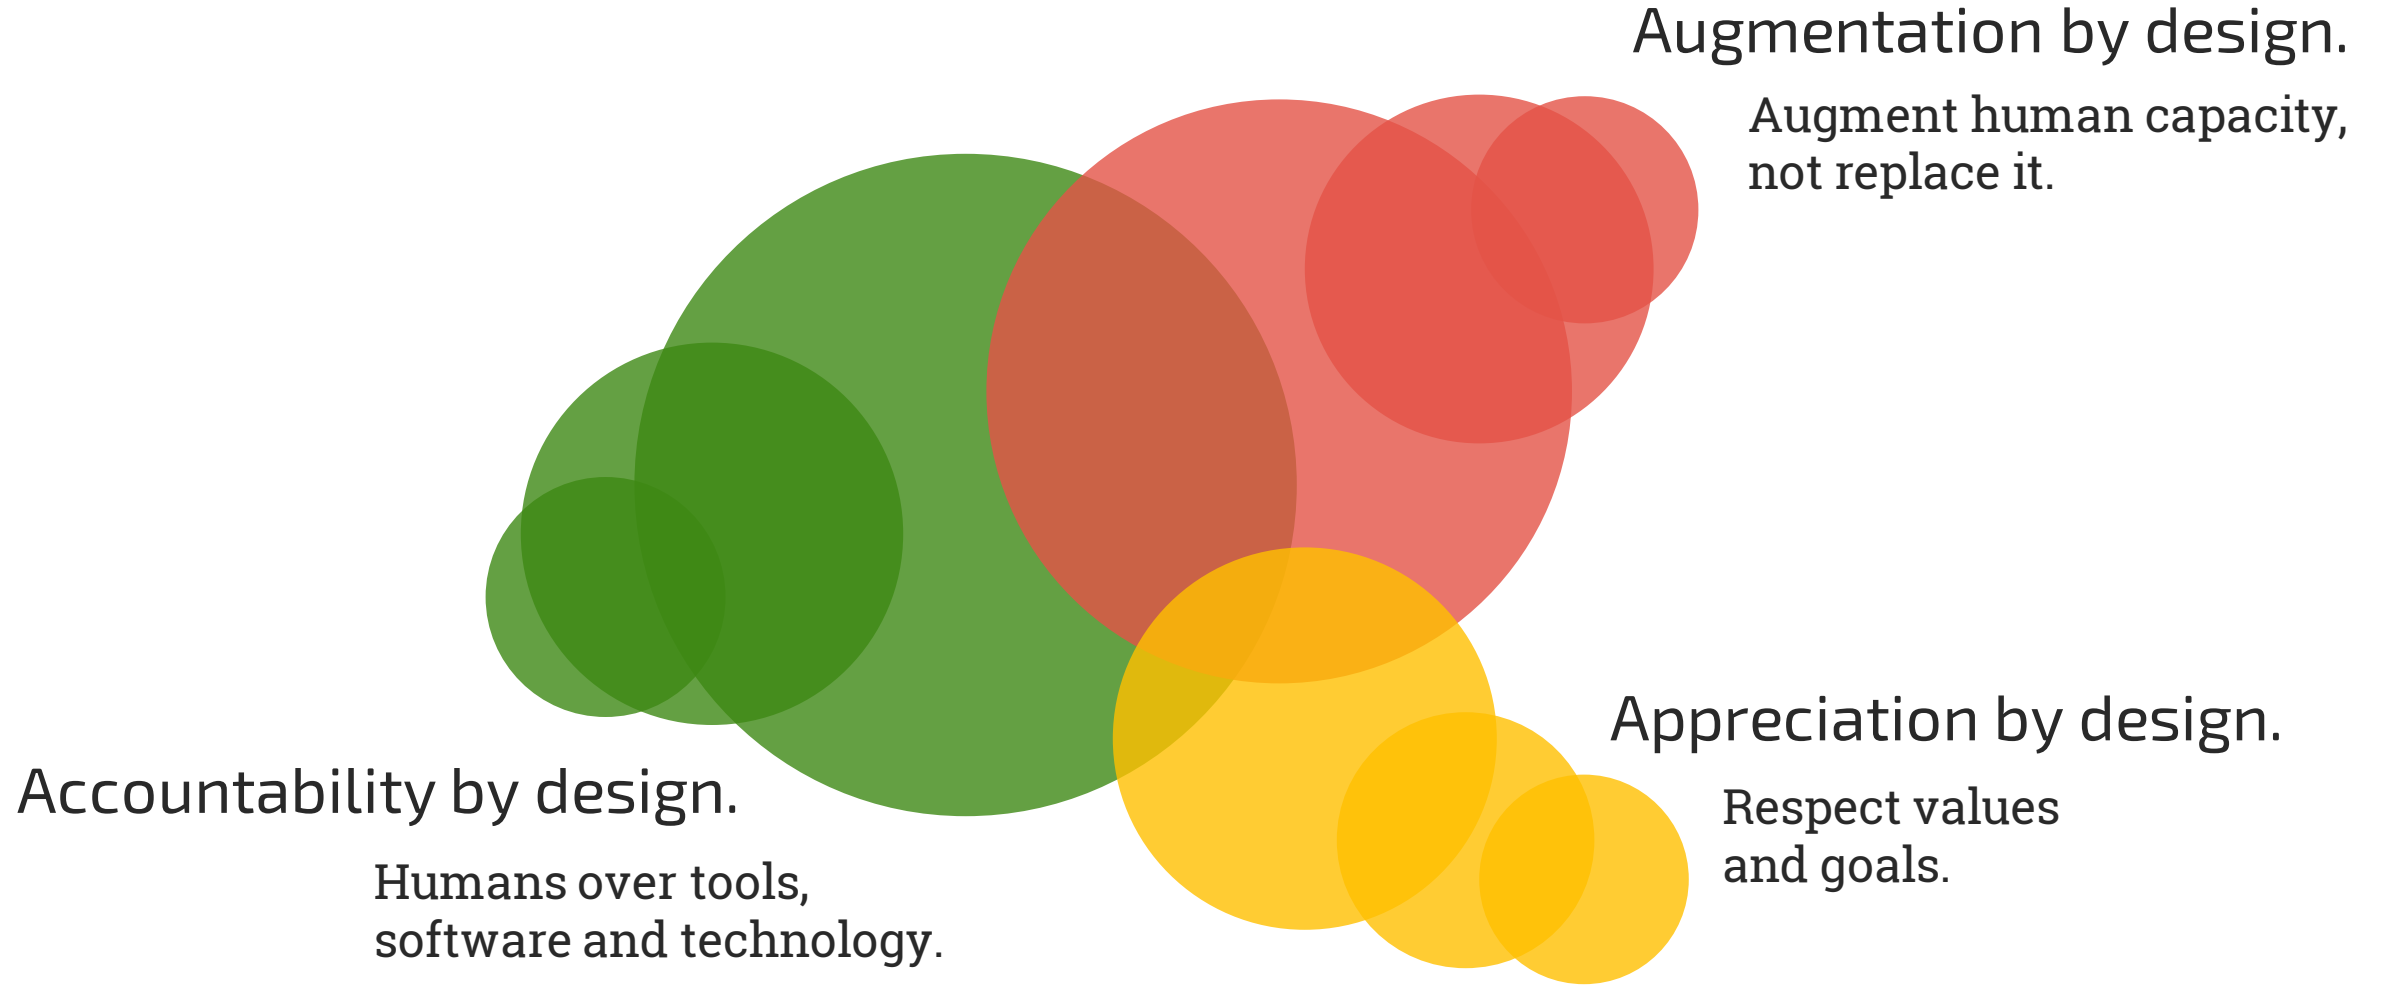 Augmentation by design.
Augment human capacity,
not replace it.
Appreciation by design.
Respect values
and goals.
Accountability by design.
Humans over tools,
software and technology.